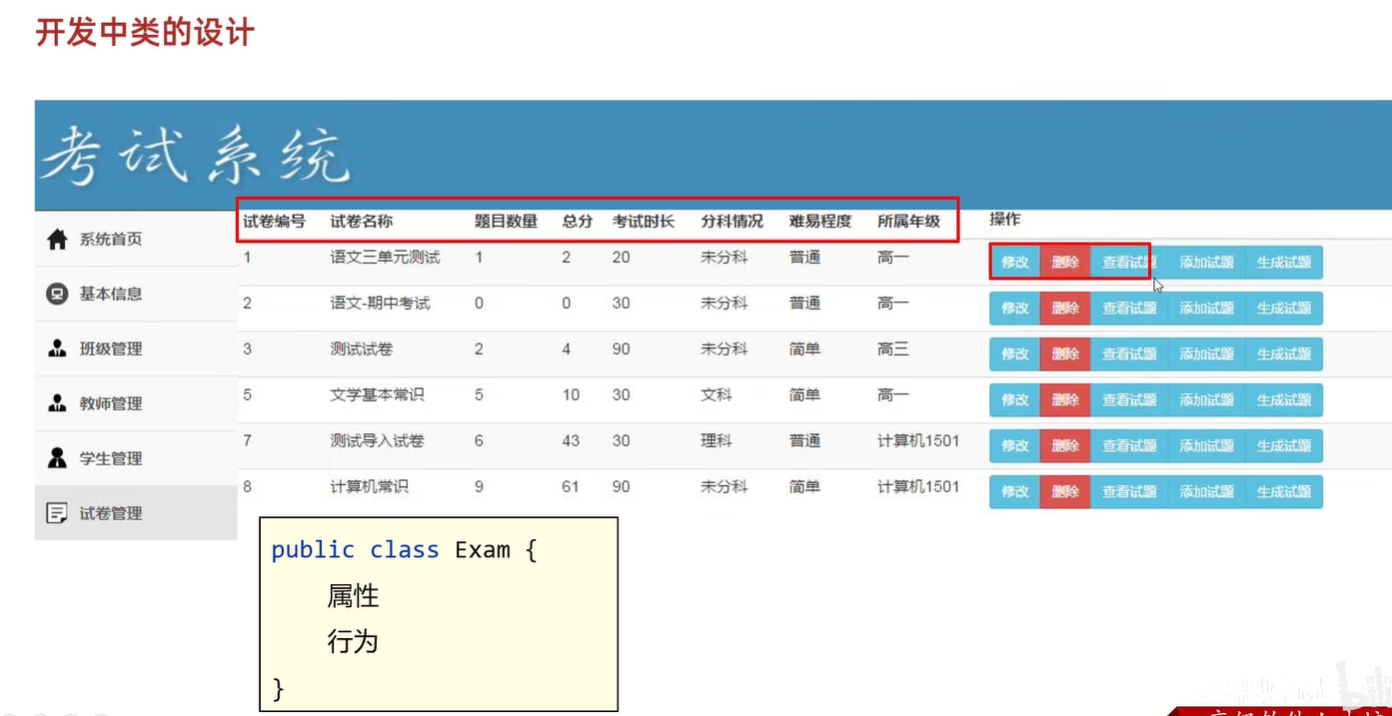 开发中类的设计
考试系统
试卷编号 试卷名称 题目数量 总分 考试时长 分科情况 难易程度 所属年级 操作
系统首页
1 语文三单元测试 1 2 20 未分科 普通 高一 修改 删除 查看试题 添加试题 生成试题
基本信息
2 语文-期中考试 0 0 30 未分科 普通 高一 修改 删除 查看试题 添加试题 生成试题
班级管理
3 测试试卷 2 4 90 未分科 简单 高三 修改 删除 查看试题 添加试题 生成试题
教师管理
5 文学基本常识 5 10 30 文科 简单 高一 修改 删除 查看试题 添加试题 生成试题
学生管理
7 测试导入试卷 6 43 30 理科 普通 计算机1501 修改 删除 查看试题 添加试题 生成试题
试卷管理
8 计算机常识 9 61 90 未分科 简单 计算机1501 修改 删除 查看试题 添加试题 生成试题
public class Exam {
属性
行为
}